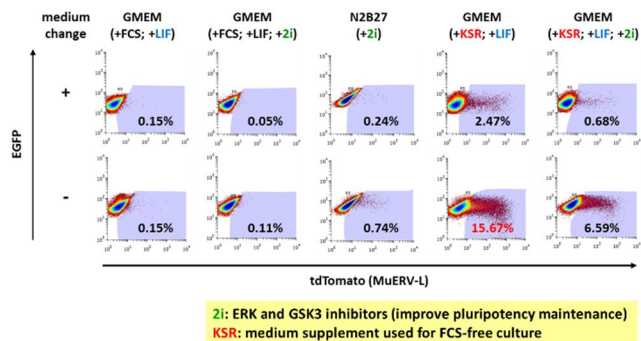 medium change
GMEM (+FCS; +LIF)
GMEM (+FCS; +LIF; +2i)
N2B27 (+2i)
GMEM (+KSR; +LIF)
GMEM (+KSR; +LIF; +2i)
EGFP
+
0.15%
0.05%
0.24%
2.47%
0.68%
-
0.15%
0.11%
0.74%
15.67%
6.59%
tdTomato (MuERV-L)
2i: ERK and GSK3 inhibitors (improve pluripotency maintenance)
KSR: medium supplement used for FCS-free culture